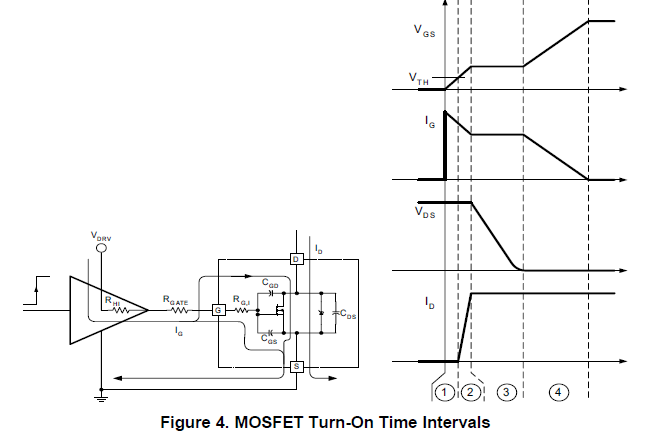 VGS
VTH
IG
VDS
ID
VDRV
RHI
RGATE
IG
G
RG,I
CGD
CGS
D
ID
CDS
S
1 2 3 4
Figure 4. MOSFET Turn-On Time Intervals